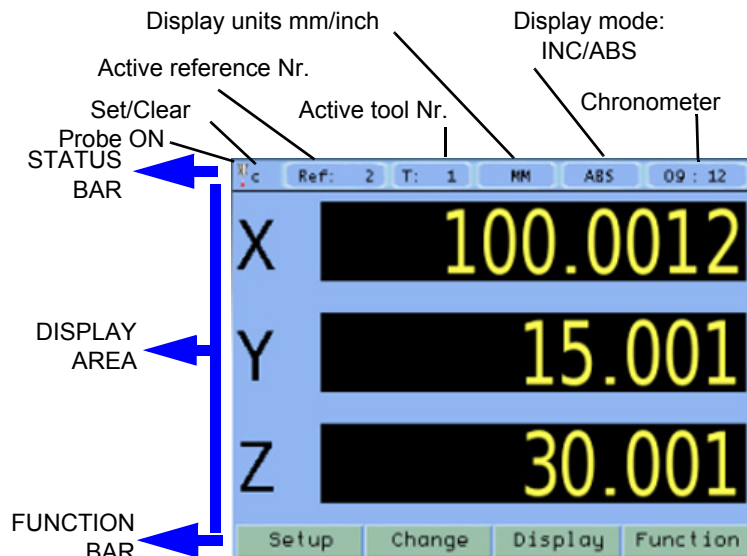 Display units mm/inch
Display mode:
INC/ABS
Active reference Nr.
Set/Clear
Active tool Nr.
Chronometer
Probe ON
STATUS
BAR
c Ref: 2 T: 1 MM ABS 09 : 12
X 100.0012
DISPLAY
AREA
Y 15.001
Z 30.001
FUNCTION
BAR
Setup Change Display Function